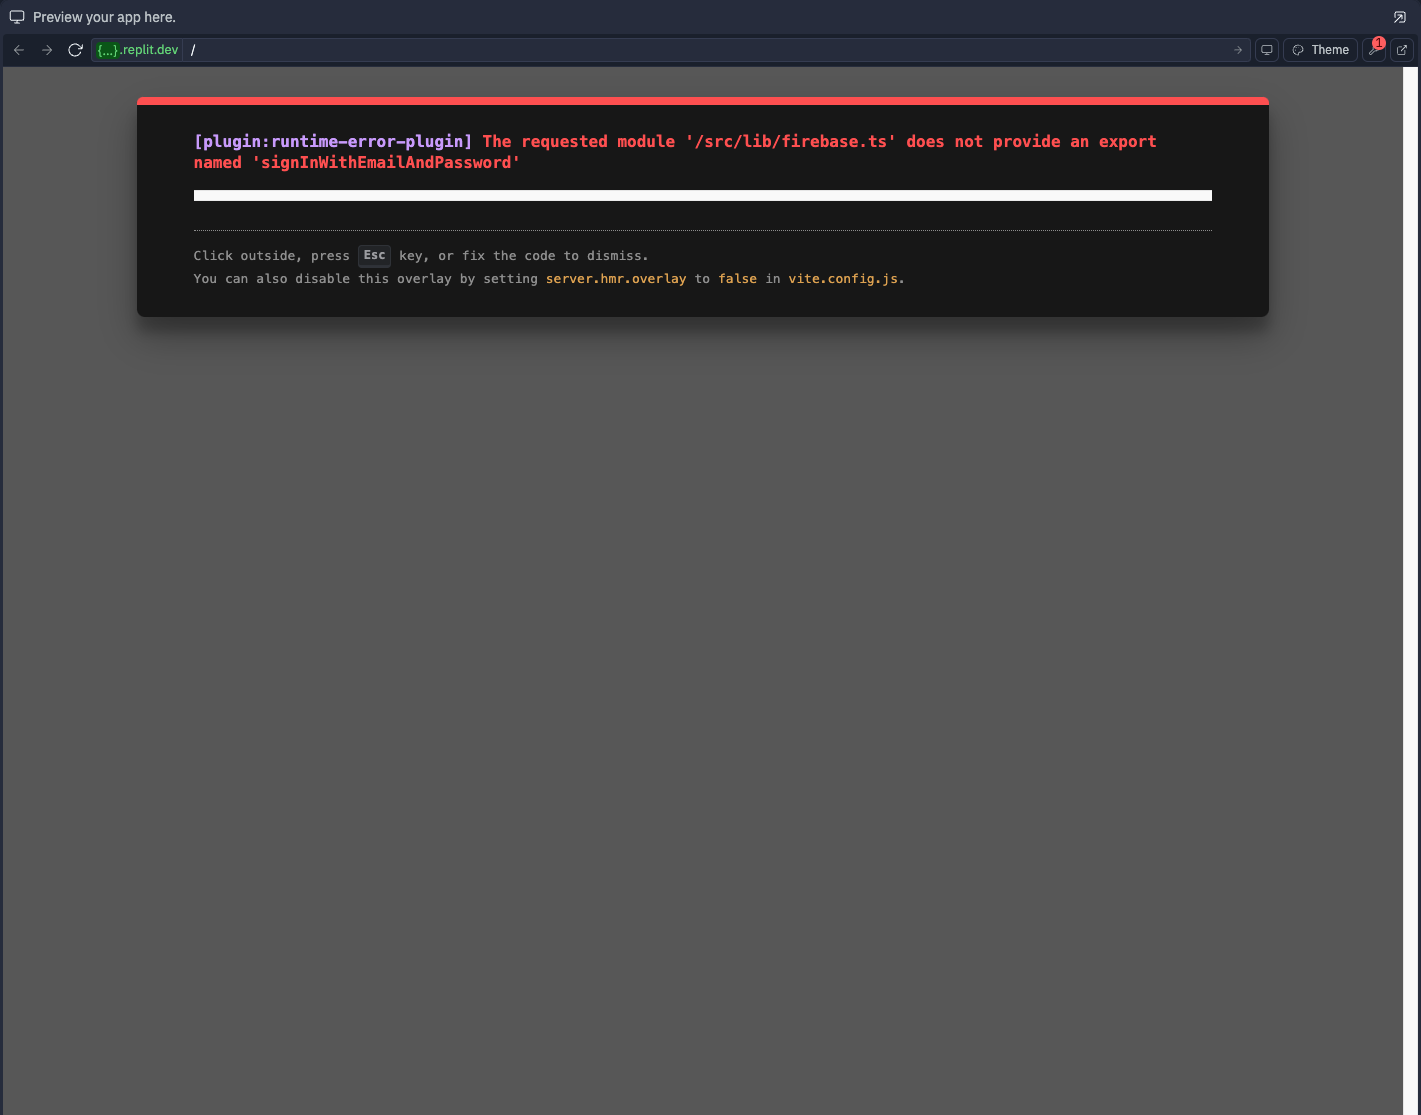 Preview your app here.
{...}.replit.dev /
Theme
1
[plugin:runtime-error-plugin] The requested module '/src/lib/firebase.ts' does not provide an export
named 'signInWithEmailAndPassword'
Click outside, press Esc key, or fix the code to dismiss.
You can also disable this overlay by setting server.hmr.overlay to false in vite.config.js.